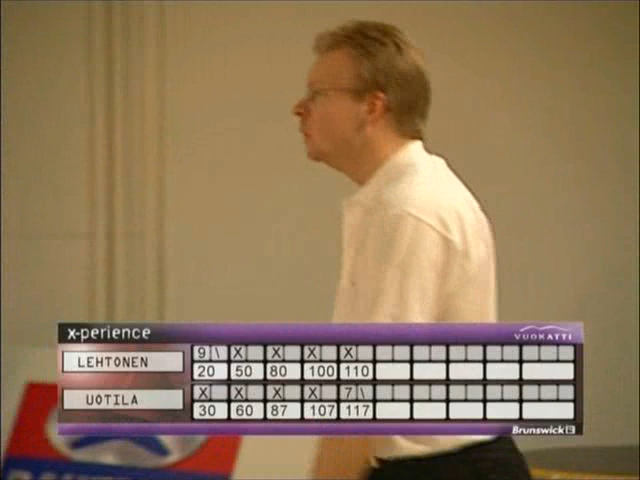 x-perience
VUOKATTI
LEHTONEN 9 \ X X X X
20 50 80 100 110
UOTILA X X X X 7 \
30 60 87 107 117
Brunswick